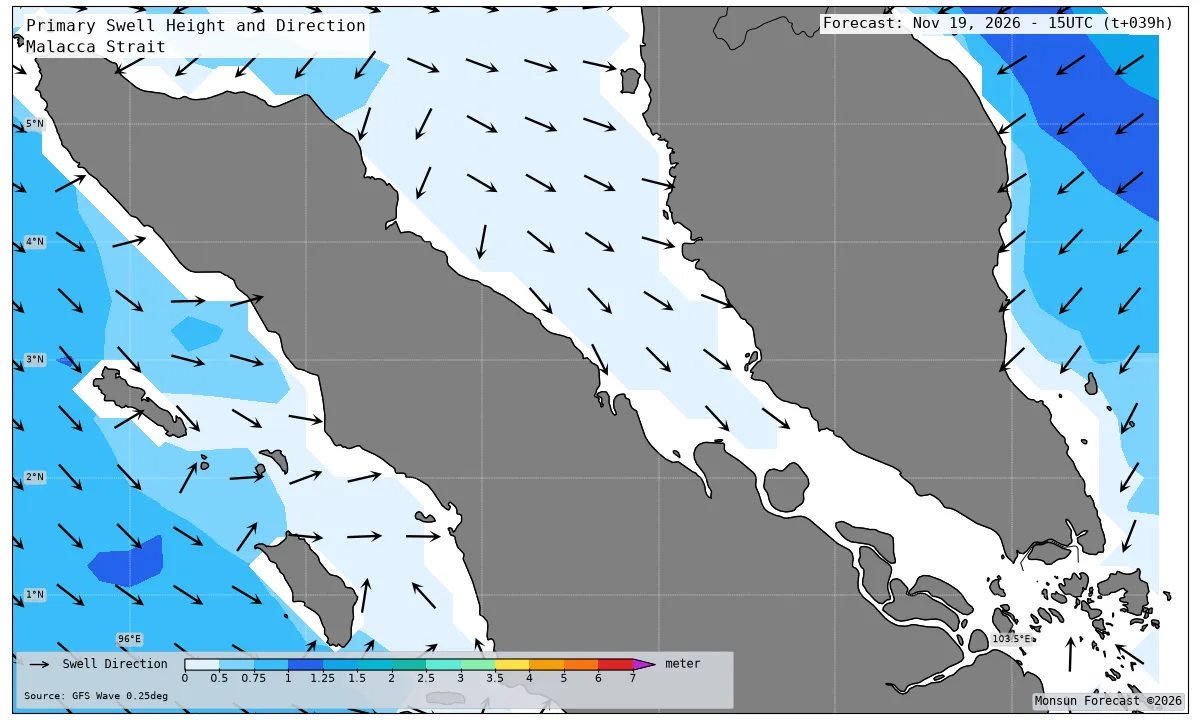 Primary Swell Height and Direction
Malacca Strait
Forecast: Nov 19, 2026 - 15UTC (t+039h)
5°N
4°N
3°N
2°N
1°N
96°E
103.5°E
Swell Direction
meter
0 0.5 0.75 1 1.25 1.5 2 2.5 3 3.5 4 5 6 7
Source: GFS Wave 0.25deg
Monsun Forecast ©2026